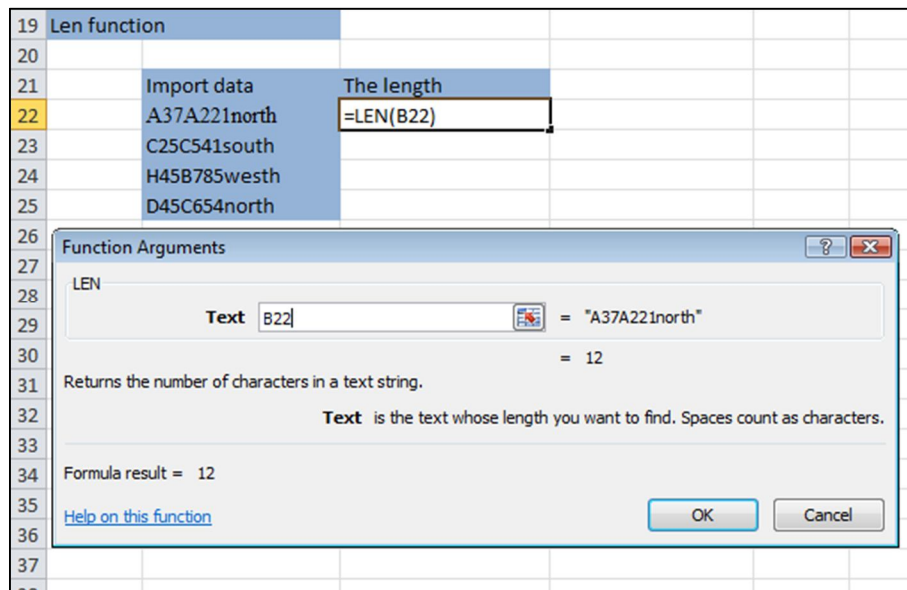 19 Len function
20
21 Import data The length
22 A37A221north =LEN(B22)
23 C25C541south
24 H45B785westh
25 D45C654north
26
27
28
29
30
31
32
33
34
35
36
37
Function Arguments
LEN
Text B22 = "A37A221north"
= 12
Returns the number of characters in a text string.
Text is the text whose length you want to find. Spaces count as characters.
Formula result = 12
Help on this function OK Cancel